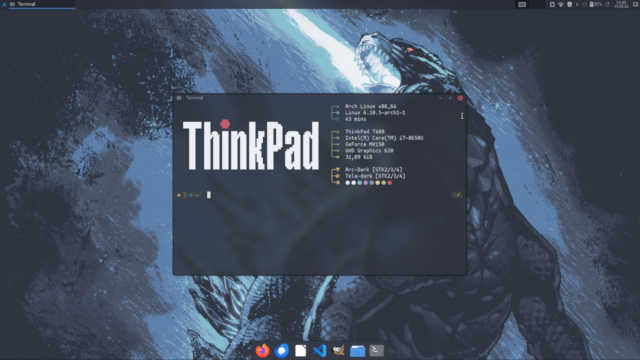 Terminal
Terminal
ThinkPad
Arch Linux x86_64
Linux 6.10.5-arch1-1
43 mins
ThinkPad T480
Intel(R) Core(TM) i7-8650U
GeForce MX150
UHD Graphics 620
31,09 GiB
Arc-Dark [GTK2/3/4]
Tela-dark [GTK2/3/4]